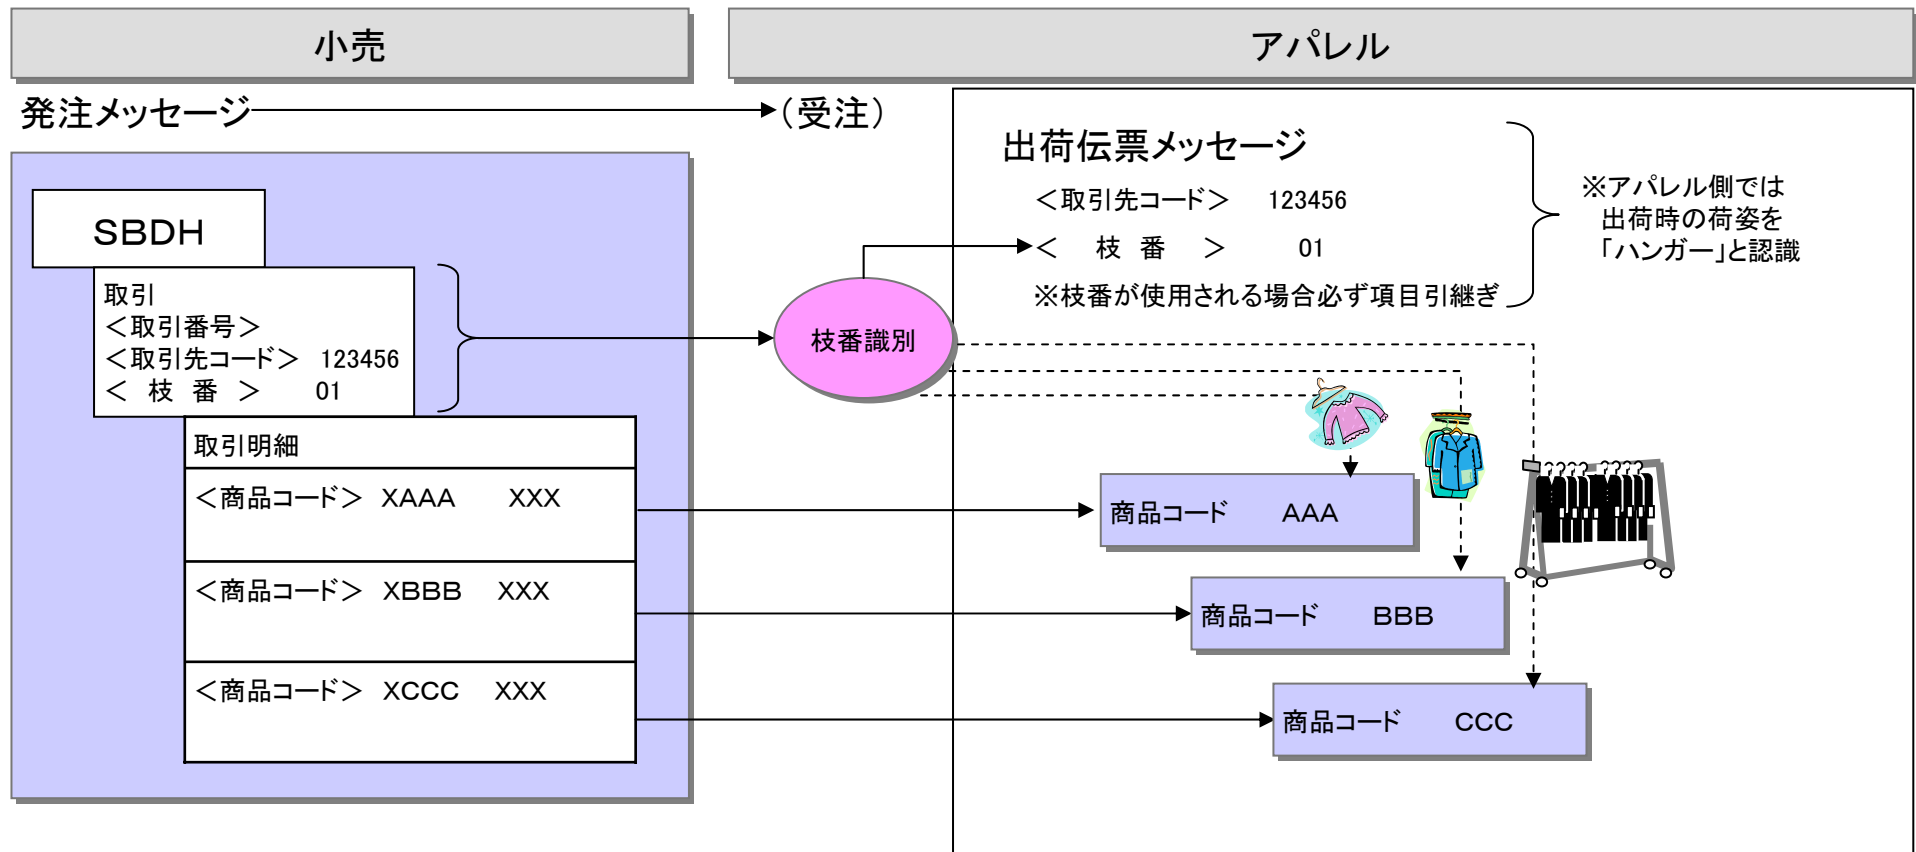 小売
アパレル
発注メッセージ
(受注)
SBDH
取引
<取引番号>
<取引先コード> 123456
< 枝 番 > 01
取引明細
<商品コード> XAAA XXX
<商品コード> XBBB XXX
<商品コード> XCCC XXX
枝番識別
出荷伝票メッセージ
<取引先コード> 123456
< 枝 番 > 01
※枝番が使用される場合必ず項目引継ぎ
※アパレル側では
出荷時の荷姿を
「ハンガー」と認識
商品コード AAA
商品コード BBB
商品コード CCC